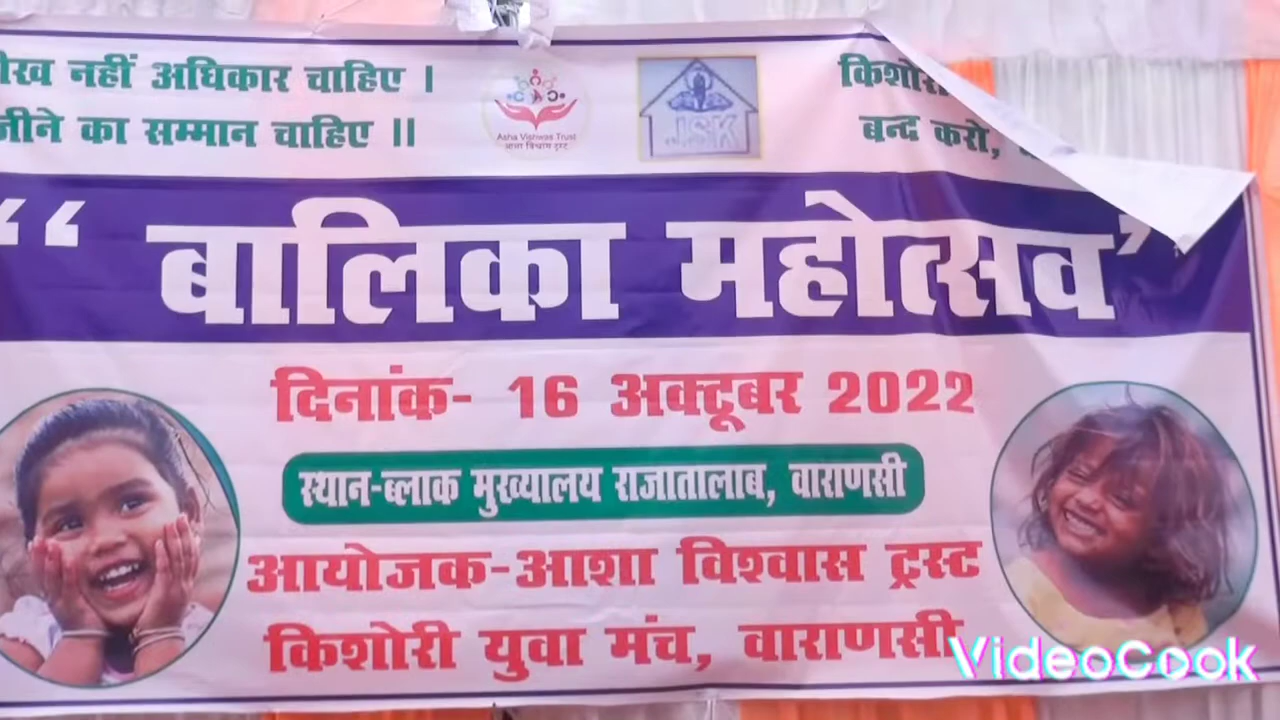 नहीं अधिकार चाहिए ।
जीने का सम्मान चाहिए ॥
Asha Vishwas Trust
आशा विश्वास ट्रस्ट
JSK
बन्द करो,
“ बालिका महोत्सव ”
दिनांक- 16 अक्टूबर 2022
स्थान-ब्लाक मुख्यालय राजातालाब, वाराणसी
आयोजक-आशा विश्वास ट्रस्ट
किशोरी युवा मंच, वाराणसी
VideoCook